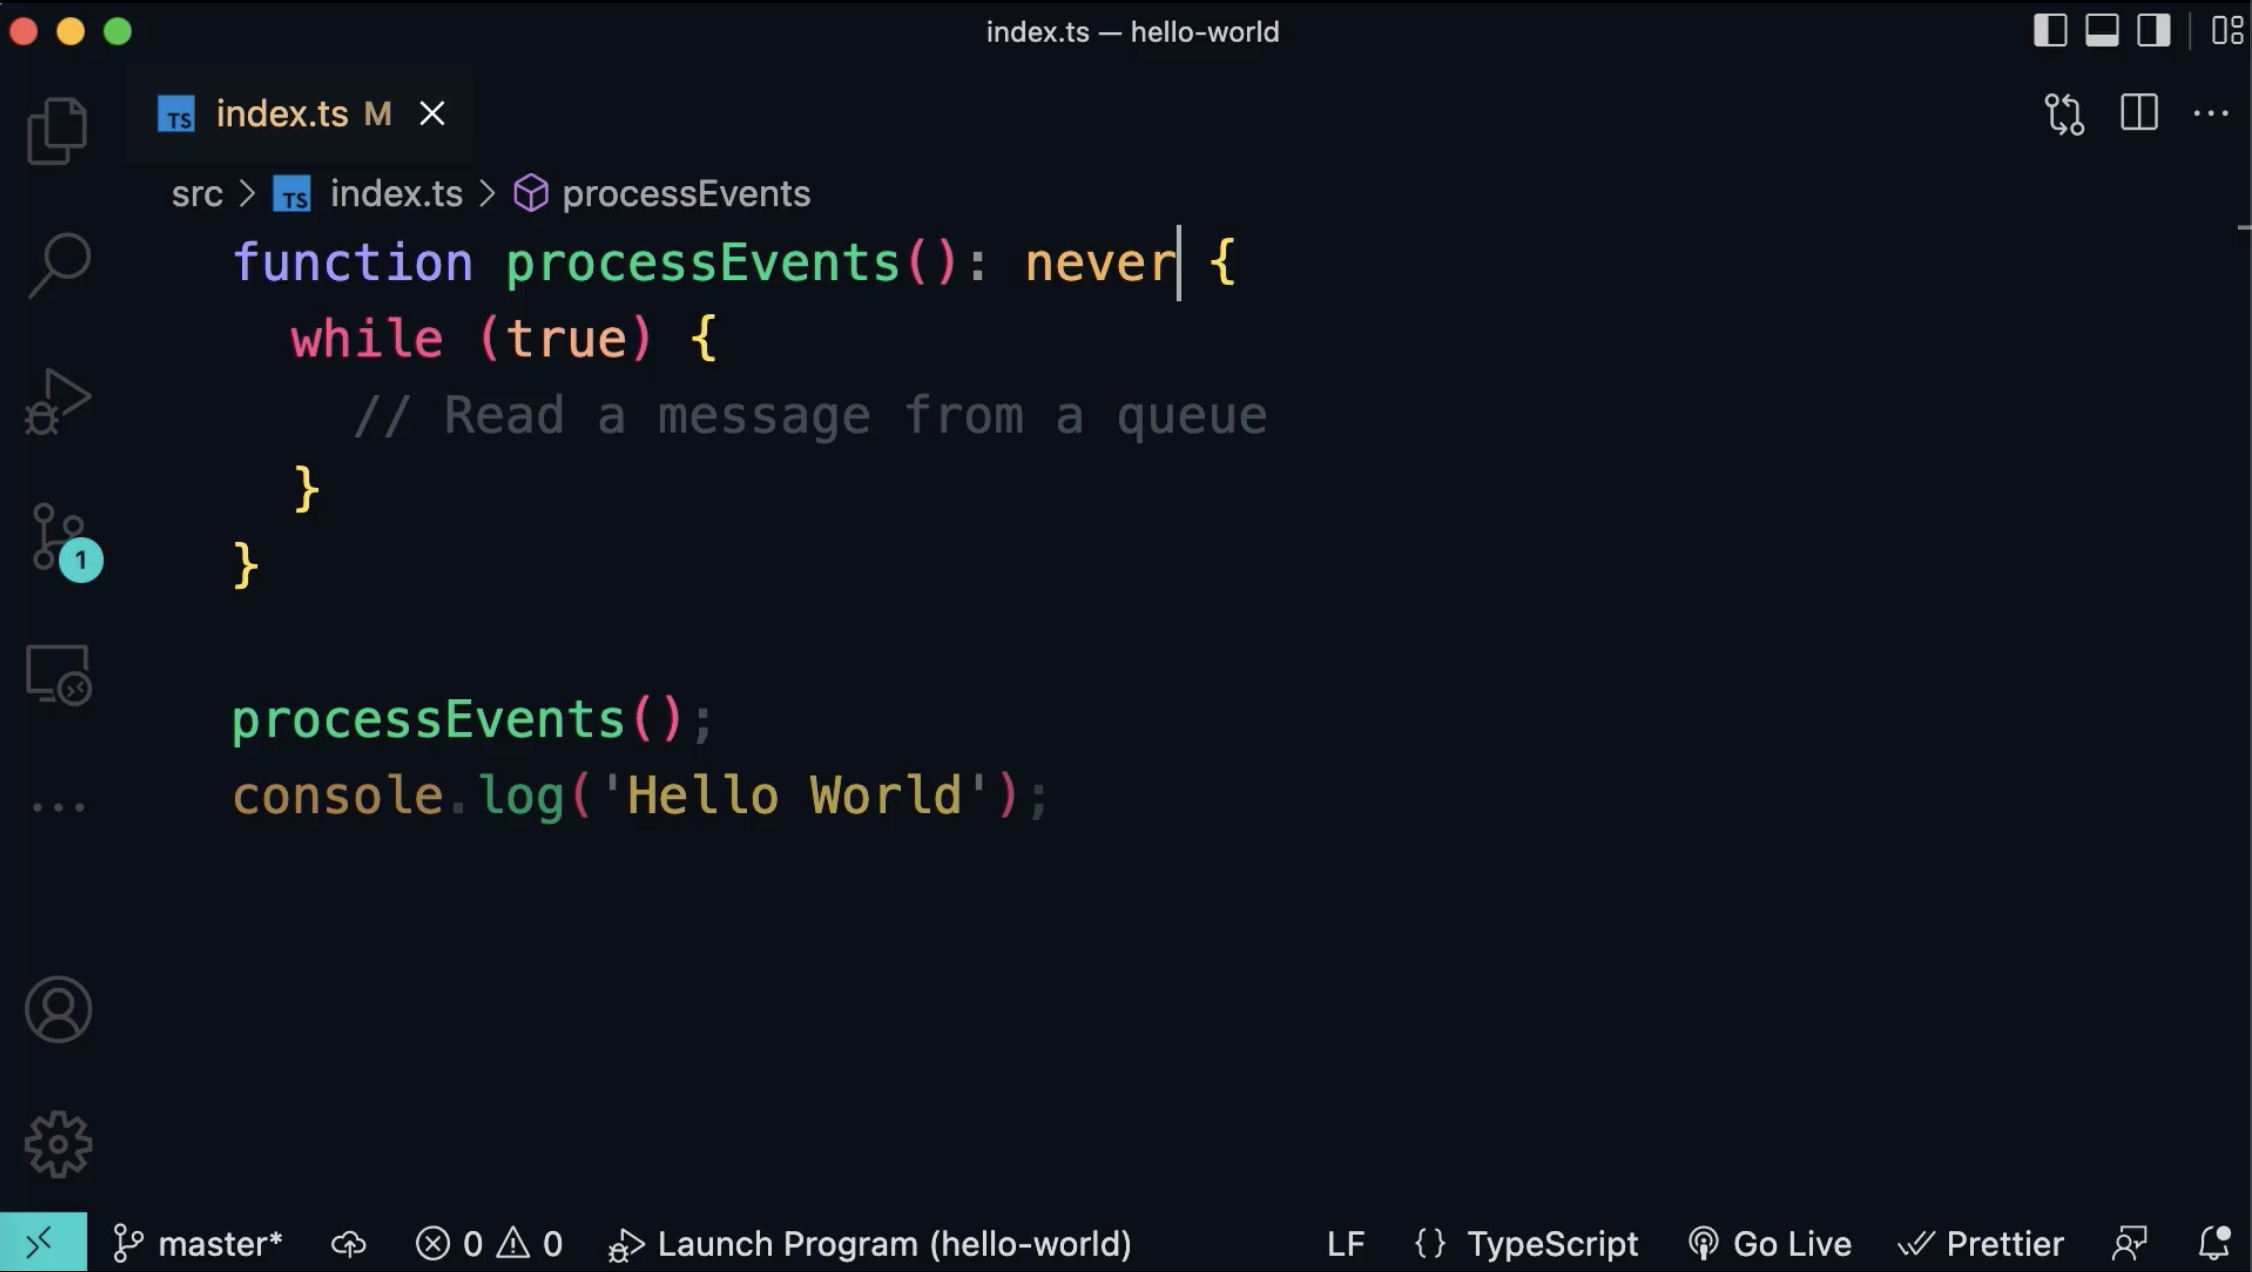 index.ts — hello-world
TS index.ts M
src > TS index.ts > processEvents
function processEvents(): never {
while (true) {
// Read a message from a queue
}
}
processEvents();
console.log('Hello World');
1
master* 0 0 Launch Program (hello-world) LF {} TypeScript Go Live Prettier